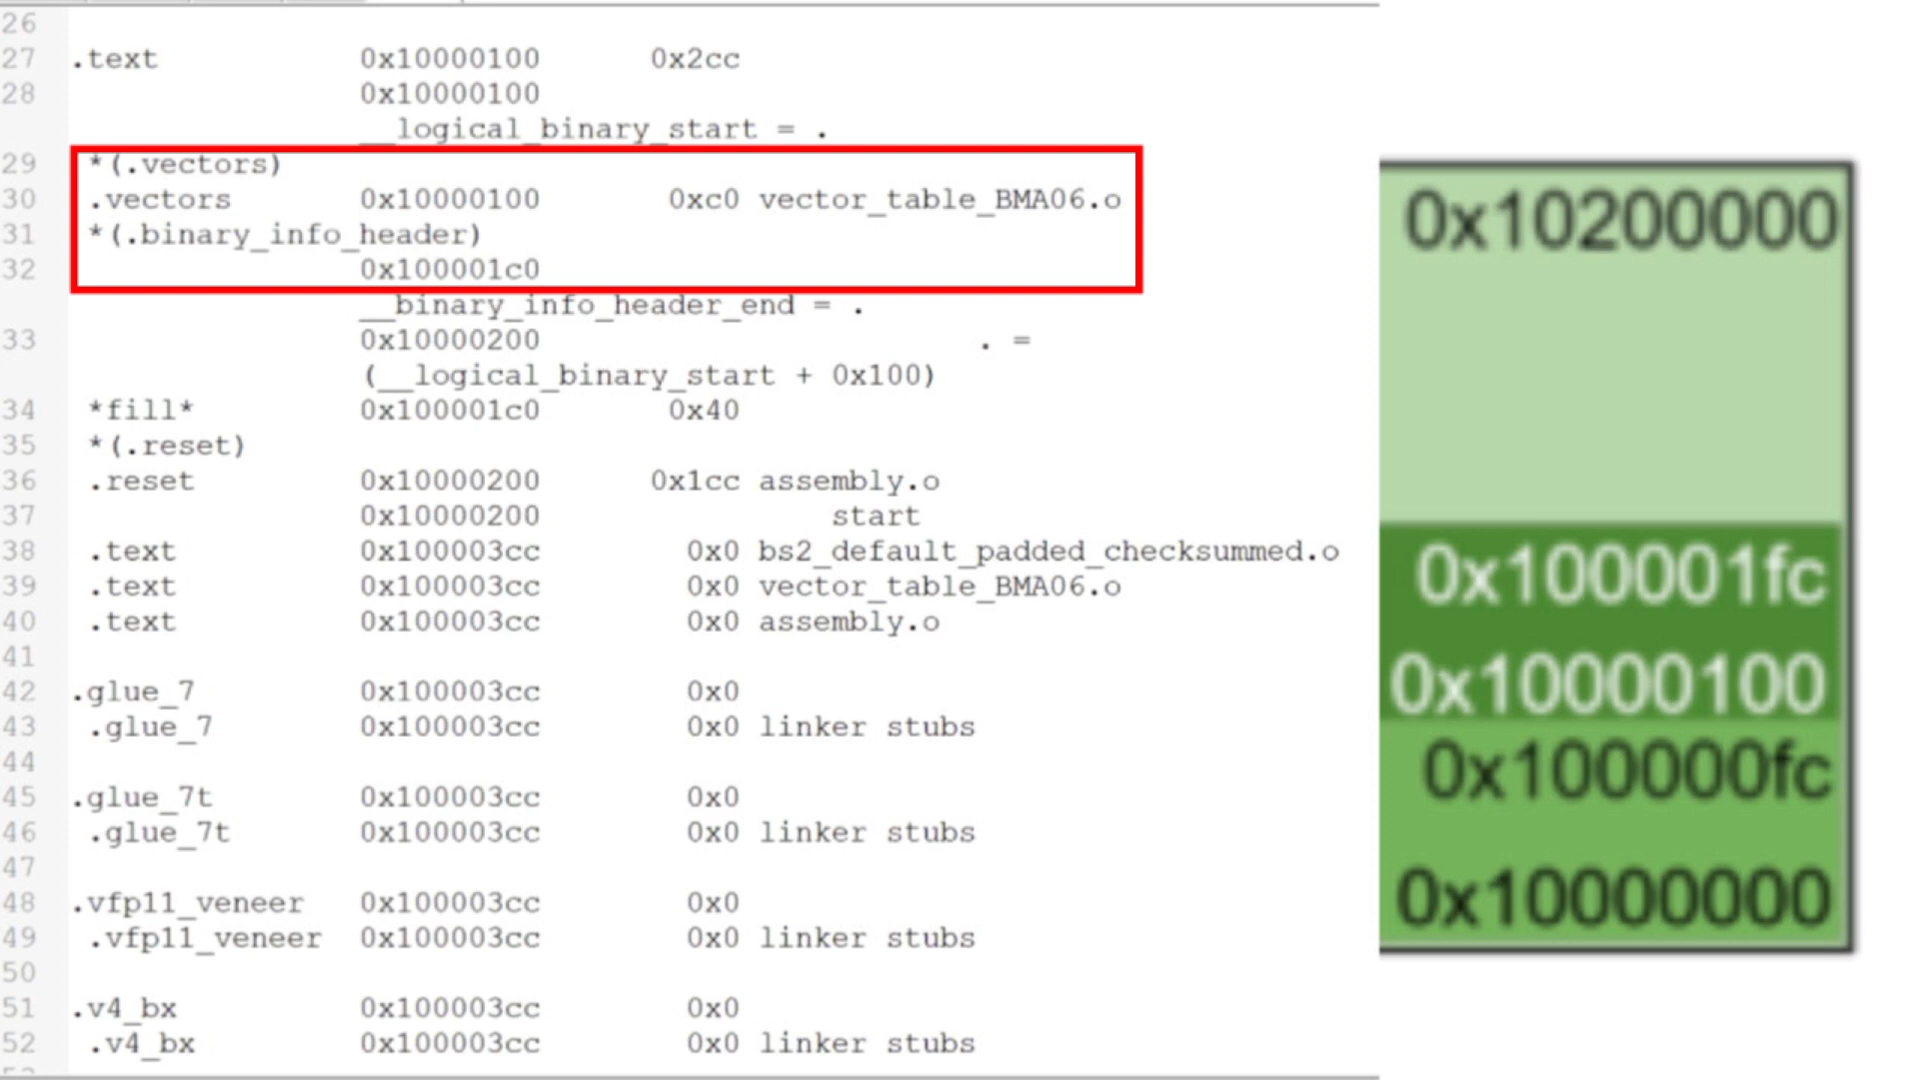 26
27 .text 0x10000100 0x2cc
28 0x10000100
__logical_binary_start = .
29 *(.vectors)
30 .vectors 0x10000100 0xc0 vector_table_BMA06.o
31 *(.binary_info_header)
32 0x100001c0
__binary_info_header_end = .
33 0x10000200 . =
(__logical_binary_start + 0x100)
34 *fill* 0x100001c0 0x40
35 *(.reset)
36 .reset 0x10000200 0x1cc assembly.o
37 0x10000200 start
38 .text 0x100003cc 0x0 bs2_default_padded_checksummed.o
39 .text 0x100003cc 0x0 vector_table_BMA06.o
40 .text 0x100003cc 0x0 assembly.o
41
42 .glue_7 0x100003cc 0x0
43 .glue_7 0x100003cc 0x0 linker stubs
44
45 .glue_7t 0x100003cc 0x0
46 .glue_7t 0x100003cc 0x0 linker stubs
47
48 .vfp11_veneer 0x100003cc 0x0
49 .vfp11_veneer 0x100003cc 0x0 linker stubs
50
51 .v4_bx 0x100003cc 0x0
52 .v4_bx 0x100003cc 0x0 linker stubs
0x10200000
0x100001fc
0x10000100
0x100000fc
0x10000000